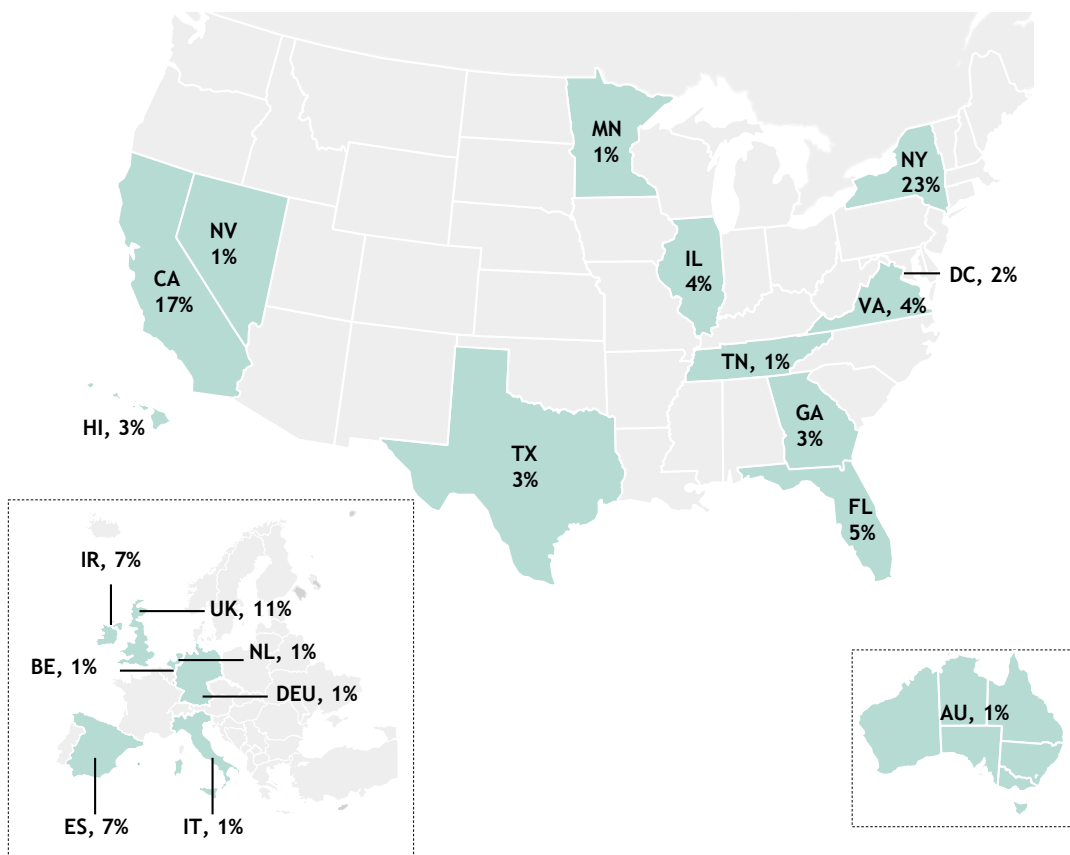 MN
1%
NY
23%
NV
1%
IL
4%
DC, 2%
CA
17%
VA, 4%
TN, 1%
HI, 3%
GA
3%
TX
3%
FL
5%
IR, 7%
UK, 11%
NL, 1%
BE, 1%
DEU, 1%
ES, 7%
IT, 1%
AU, 1%